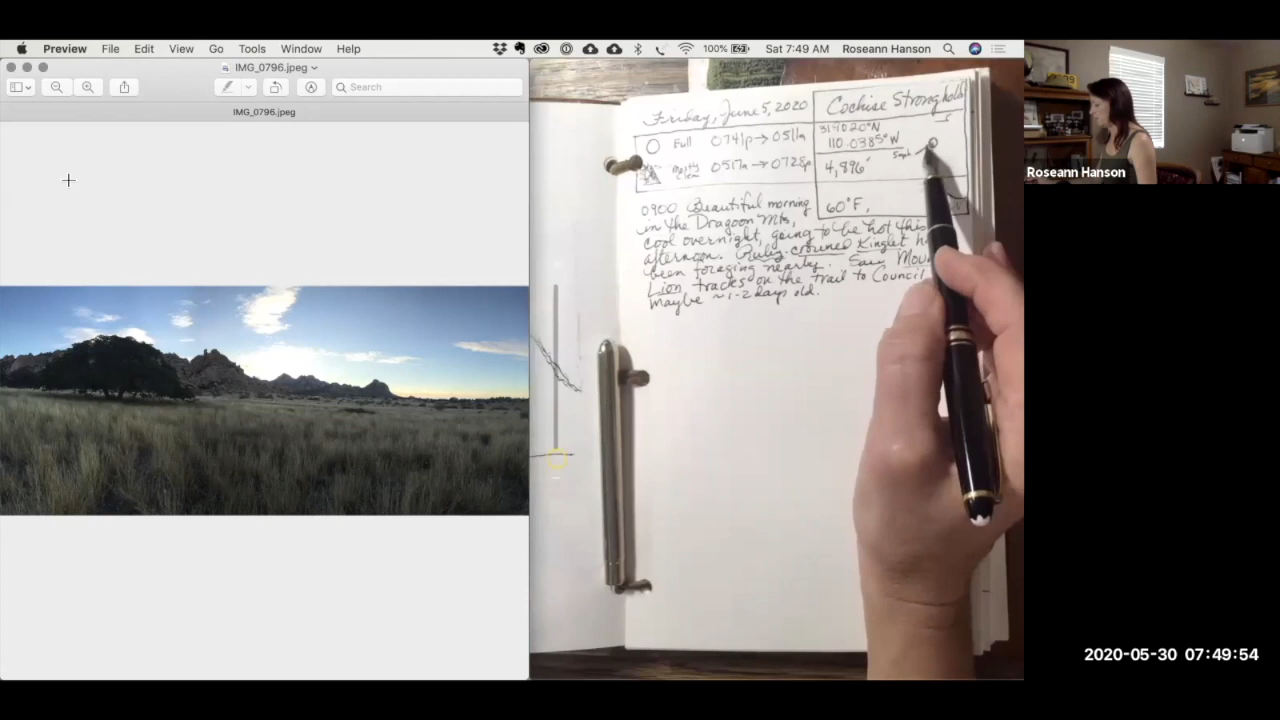 Preview File Edit View Go Tools Window Help
100% Sat 7:49 AM Roseann Hanson
IMG_0796.jpeg
Search
IMG_0796.jpeg
Friday, June 5, 2020
Cochise Stronghold
Full 0741p → 0511a
31.9020°N
110.0385°W
5mph
mostly clear 0517a → 0728p
4,896'
60°F,
0900 Beautiful morning
in the Dragoon Mts,
cool overnight, going to be hot this
afternoon. Ruby-crowned Kinglet
been foraging nearby. Saw
Lion tracks on the trail to Council
maybe ~1-2 days old.
Roseann Hanson
2020-05-30 07:49:54